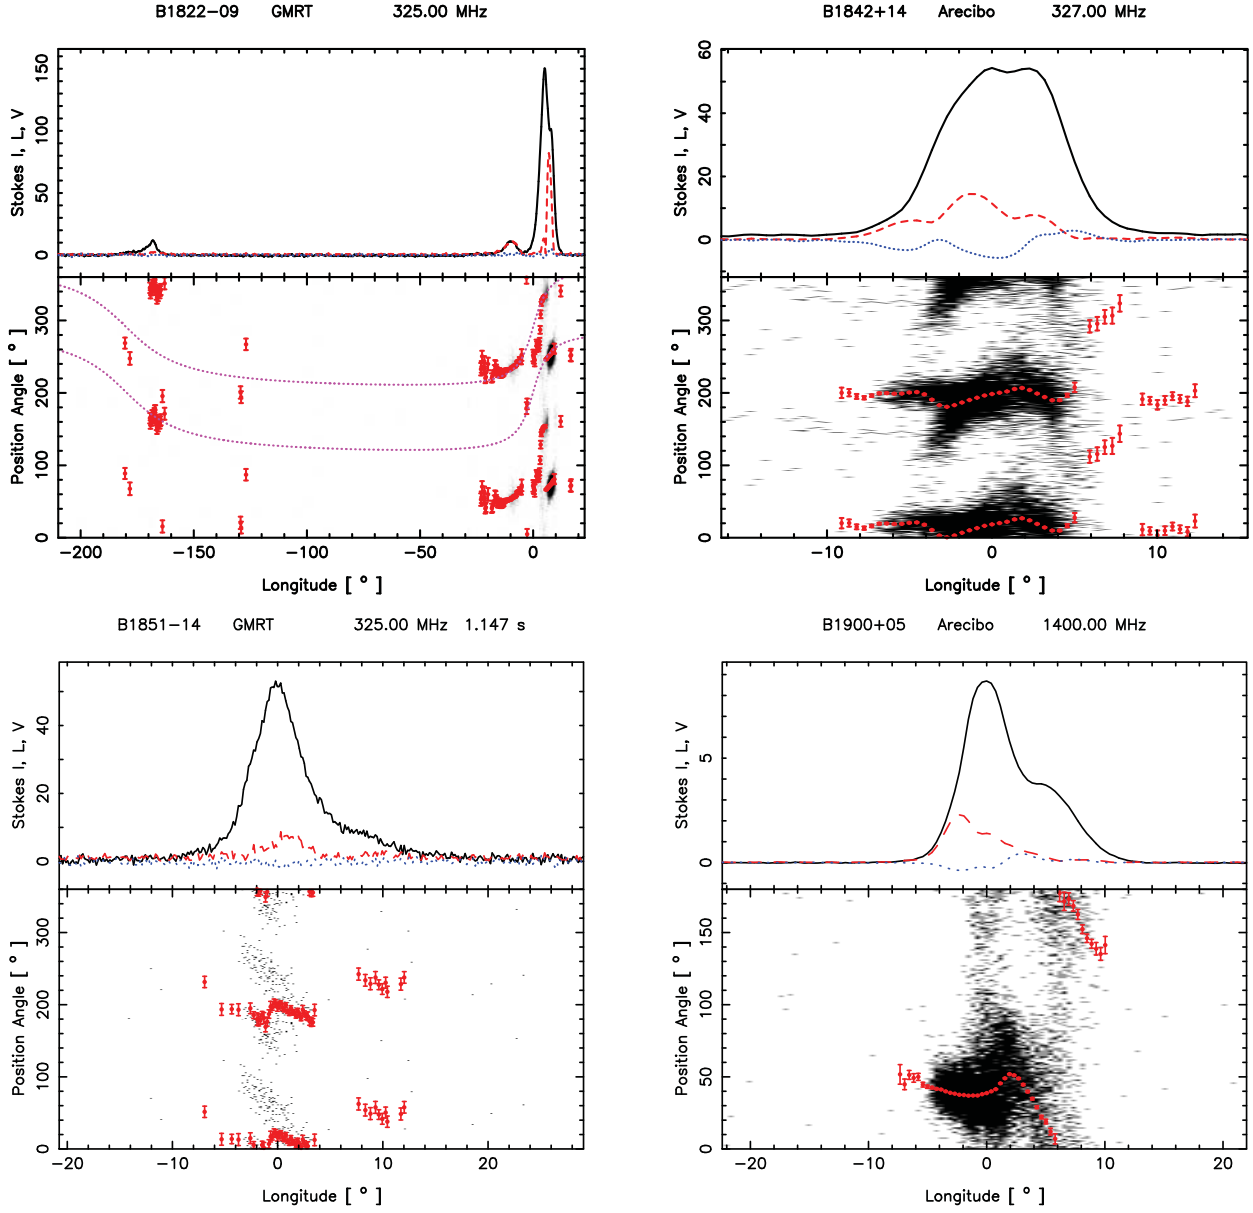 B1822−09 GMRT 325.00 MHz
Stokes I, L, V
150
100
50
0
Position Angle [ ° ]
300
200
100
0
−200 −150 −100 −50 0
Longitude [ ° ]
B1842+14 Arecibo 327.00 MHz
Stokes I, L, V
60
40
20
0
Position Angle [ ° ]
300
200
100
0
−10 0 10
Longitude [ ° ]
B1851−14 GMRT 325.00 MHz 1.147 s
Stokes I, L, V
40
20
0
Position Angle [ ° ]
300
200
100
0
−20 −10 0 10 20
Longitude [ ° ]
B1900+05 Arecibo 1400.00 MHz
Stokes I, L, V
5
0
Position Angle [ ° ]
150
100
50
0
−20 −10 0 10 20
Longitude [ ° ]